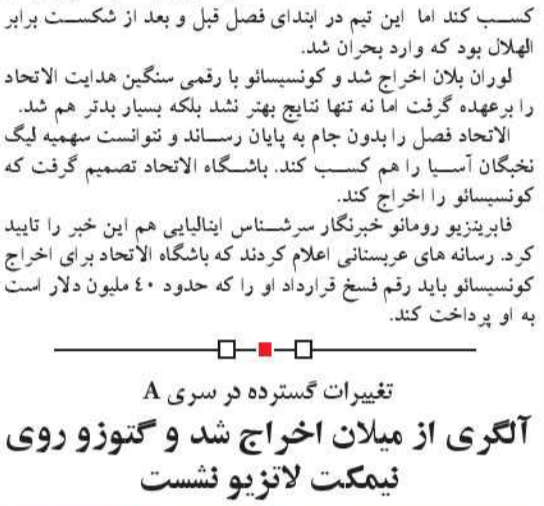 کسب کند اما این تیم در ابتدای فصل قبل و بعد از شکست برابر
الهلال بود که وارد بحران شد.
لوران بلان اخراج شد و کونسیسائو با رقمی سنگین هدایت الاتحاد
را برعهده گرفت اما نه تنها نتایج بهتر نشد بلکه بسیار بدتر هم شد.
الاتحاد فصل را بدون جام به پایان رساند و نتوانست سهمیه لیگ
نخبگان آسیا را هم کسب کند. باشگاه الاتحاد تصمیم گرفت که
کونسیسائو را اخراج کند.
فابریتزیو رومانو خبرنگار سرشناس ایتالیایی هم این خبر را تایید
کرد. رسانه های عربستانی اعلام کردند که باشگاه الاتحاد برای اخراج
کونسیسائو باید رقم فسخ قرارداد او را که حدود ۴۰ ملیون دلار است
به او پرداخت کند.
تغییرات گسترده در سری A
آلگری از میلان اخراج شد و گتوزو روی
نیمکت لاتزیو نشست